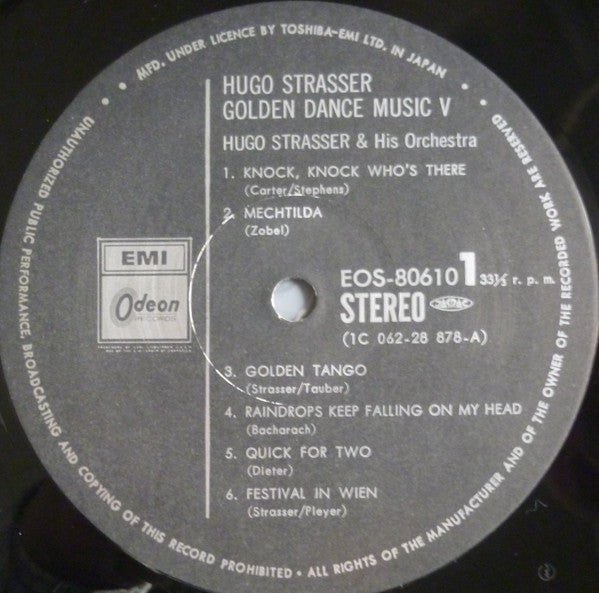 MFD. UNDER LICENCE BY TOSHIBA-EMI LTD. IN JAPAN
HUGO STRASSER
GOLDEN DANCE MUSIC V
HUGO STRASSER & His Orchestra
1. KNOCK, KNOCK WHO'S THERE
(Carter/Stephens)
2. MECHTILDA
(Zobel)
EMI
Odeon
RECORDS
EOS-80610 1 33⅓ r. p. m.
STEREO
(1C 062-28 878-A)
3. GOLDEN TANGO
(Strasser/Tauber)
4. RAINDROPS KEEP FALLING ON MY HEAD
(Bacharach)
5. QUICK FOR TWO
(Dieter)
6. FESTIVAL IN WIEN
(Strasser/Pleyer)
UNAUTHORIZED PUBLIC PERFORMANCE, BROADCASTING AND COPYING OF THIS RECORD PROHIBITED • ALL RIGHTS OF THE MANUFACTURER AND OF THE OWNER OF THE RECORDED WORK ARE RESERVED